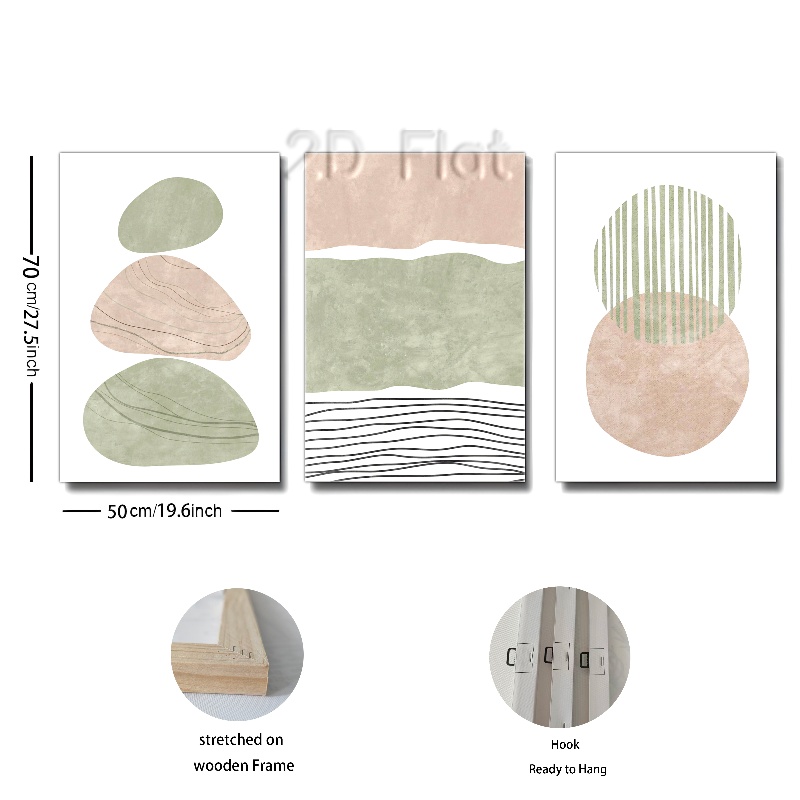 2D Flat
70 cm/27.5inch
50cm/19.6inch
stretched on
wooden Frame
Hook
Ready to Hang